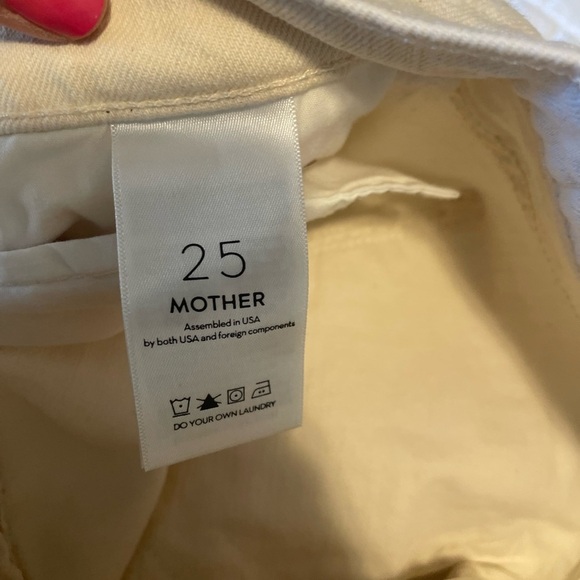 25
MOTHER
Assembled in USA
by both USA and foreign components
DO YOUR OWN LAUNDRY